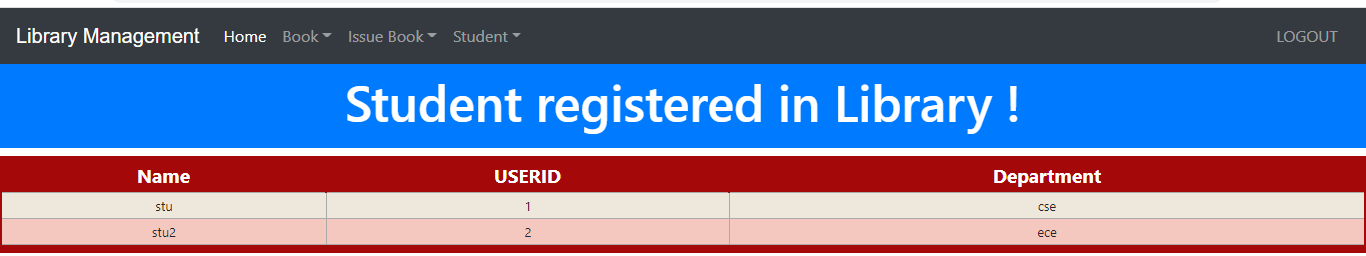 Library Management Home Book Issue Book Student LOGOUT
Student registered in Library !
Name USERID Department
stu 1 cse
stu2 2 ece